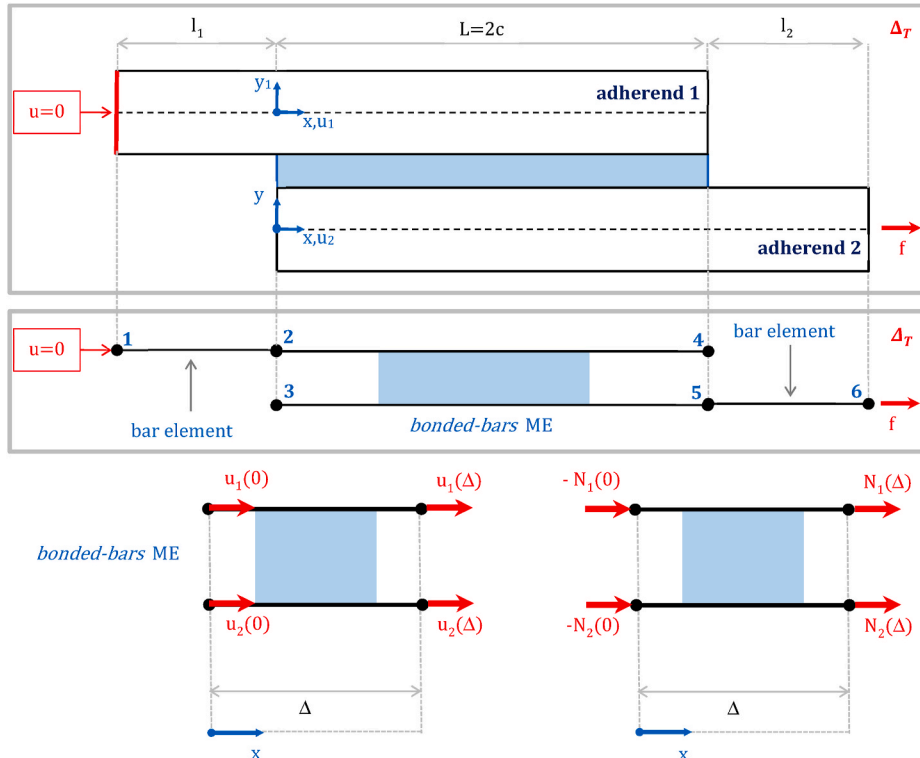 l₁
L=2c
l₂
Δ_T
u=0
y₁
adherend 1
x,u₁
y
x,u₂
adherend 2
f
u=0
1
2
4
bar element
Δ_T
3
5
6
bar element
bonded-bars ME
f
u₁(0)
u₁(Δ)
- N₁(0)
N₁(Δ)
bonded-bars ME
u₂(0)
u₂(Δ)
-N₂(0)
N₂(Δ)
Δ
Δ
x
x